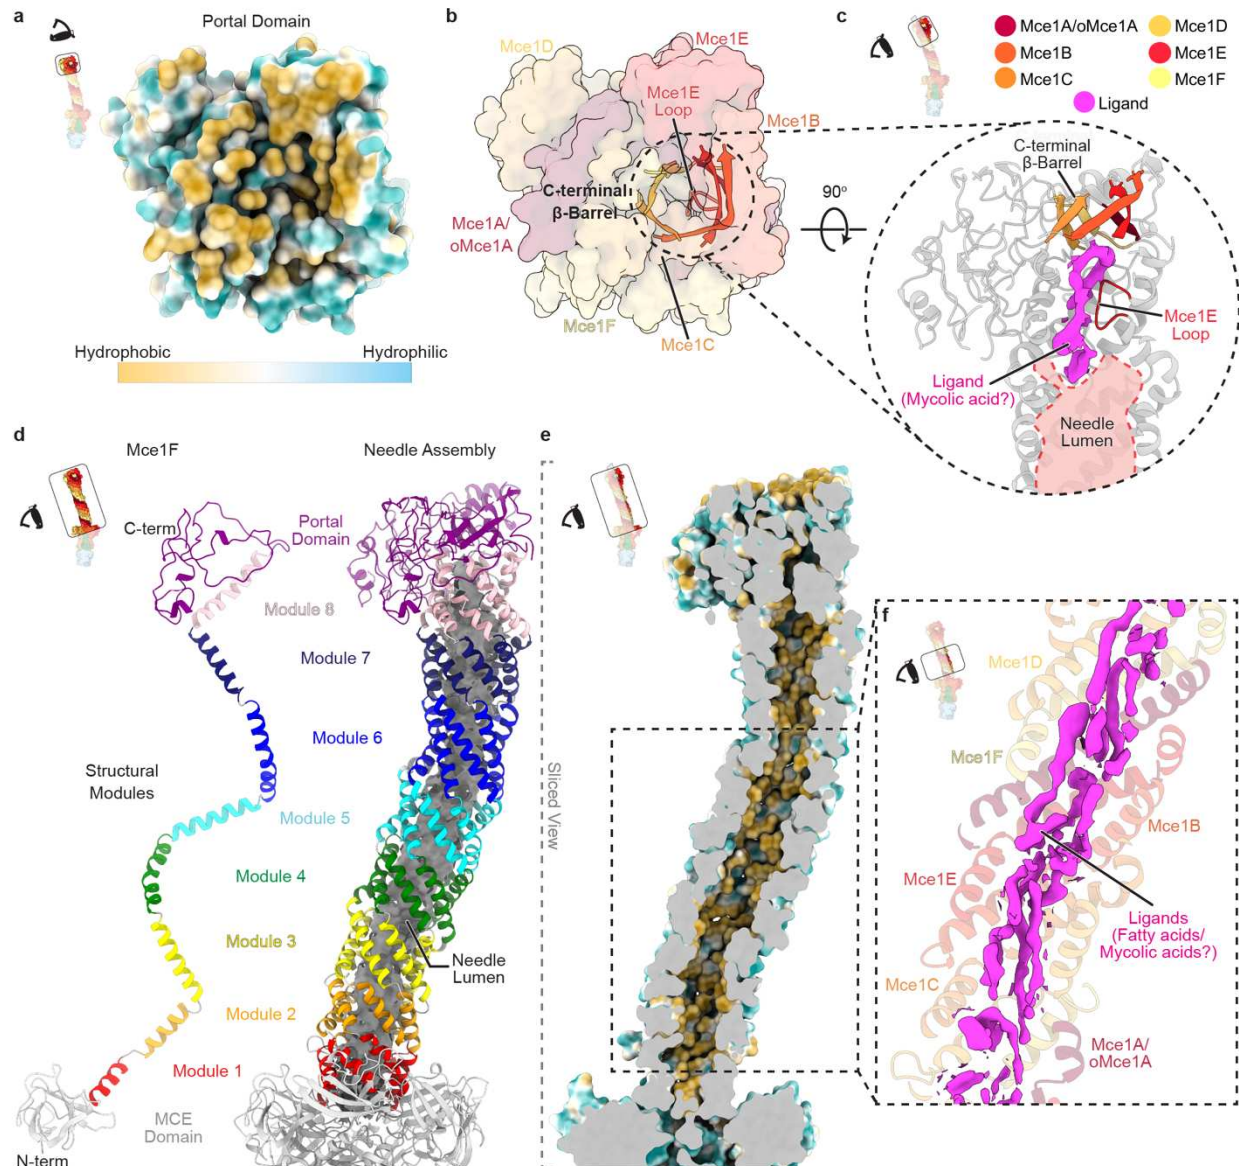 a
Portal Domain
Hydrophobic
Hydrophilic
b
Mce1D
Mce1E
Mce1E
Loop
Mce1B
C-terminal
β-Barrel
Mce1A/
oMce1A
Mce1F
Mce1C
90°
c
Mce1A/oMce1A
Mce1D
Mce1B
Mce1E
Mce1C
Mce1F
Ligand
C-terminal
β-Barrel
Mce1E
Loop
Ligand
(Mycolic acid?)
Needle
Lumen
d
Mce1F
Needle Assembly
C-term
Portal
Domain
Module 8
Module 7
Module 6
Structural
Modules
Module 5
Module 4
Module 3
Needle
Lumen
Module 2
Module 1
MCE
Domain
N-term
e
Sliced View
f
Mce1D
Mce1F
Mce1B
Mce1E
Ligands
(Fatty acids/
Mycolic acids?)
Mce1C
Mce1A/
oMce1A